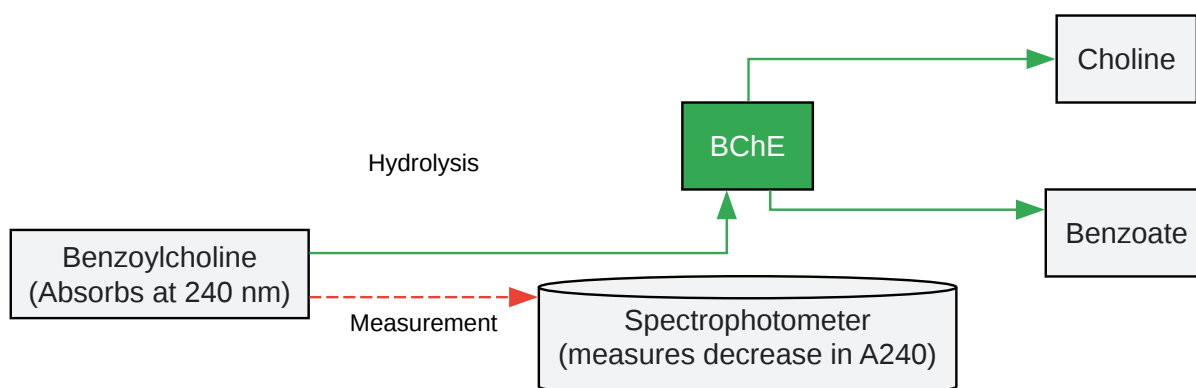 Choline
BChE
Hydrolysis
Benzoate
Benzoylcholine
(Absorbs at 240 nm)
Measurement
Spectrophotometer
(measures decrease in A240)